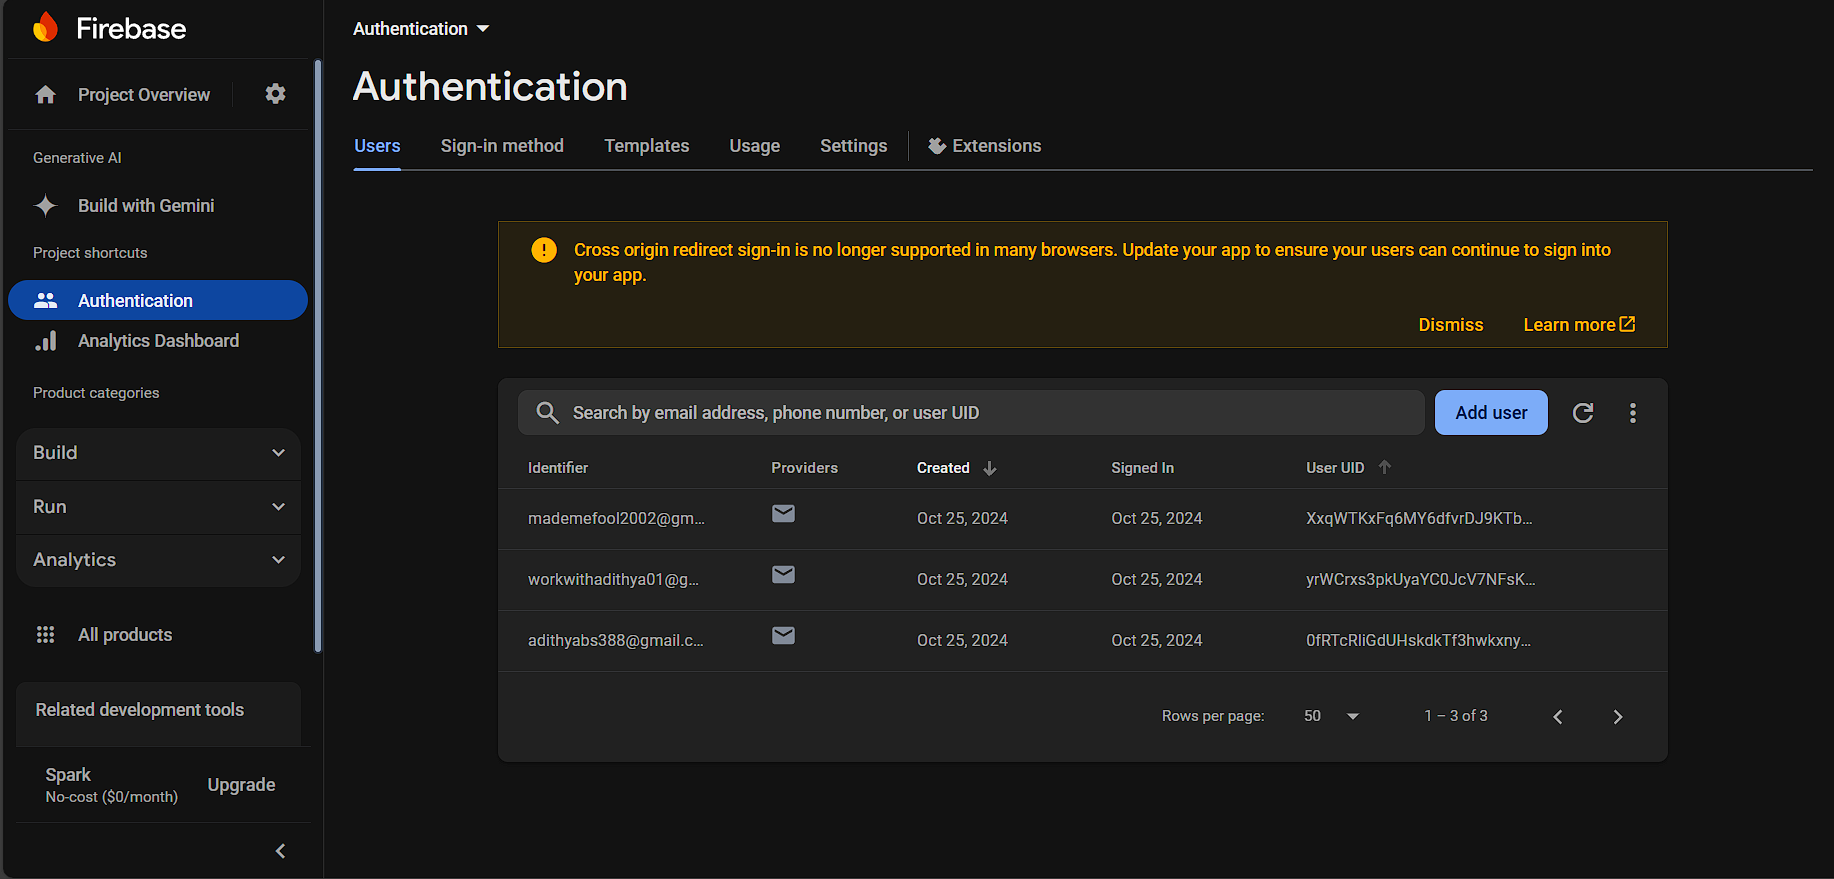 Firebase
Project Overview
Generative AI
Build with Gemini
Project shortcuts
Authentication
Analytics Dashboard
Product categories
Build
Run
Analytics
All products
Related development tools
Spark
No-cost ($0/month)
Upgrade
Authentication
Authentication
Users Sign-in method Templates Usage Settings Extensions
Cross origin redirect sign-in is no longer supported in many browsers. Update your app to ensure your users can continue to sign into
your app.
Dismiss Learn more
Search by email address, phone number, or user UID Add user
Identifier Providers Created Signed In User UID
mademefool2002@gm... Oct 25, 2024 Oct 25, 2024 XxqWTKxFq6MY6dfvrDJ9KTb...
workwithadithya01@g... Oct 25, 2024 Oct 25, 2024 yrWCrxs3pkUyaYC0JcV7NFsK...
adithyabs388@gmail.c... Oct 25, 2024 Oct 25, 2024 0fRTcRliGdUHskdkTf3hwkxny...
Rows per page: 50 1 – 3 of 3